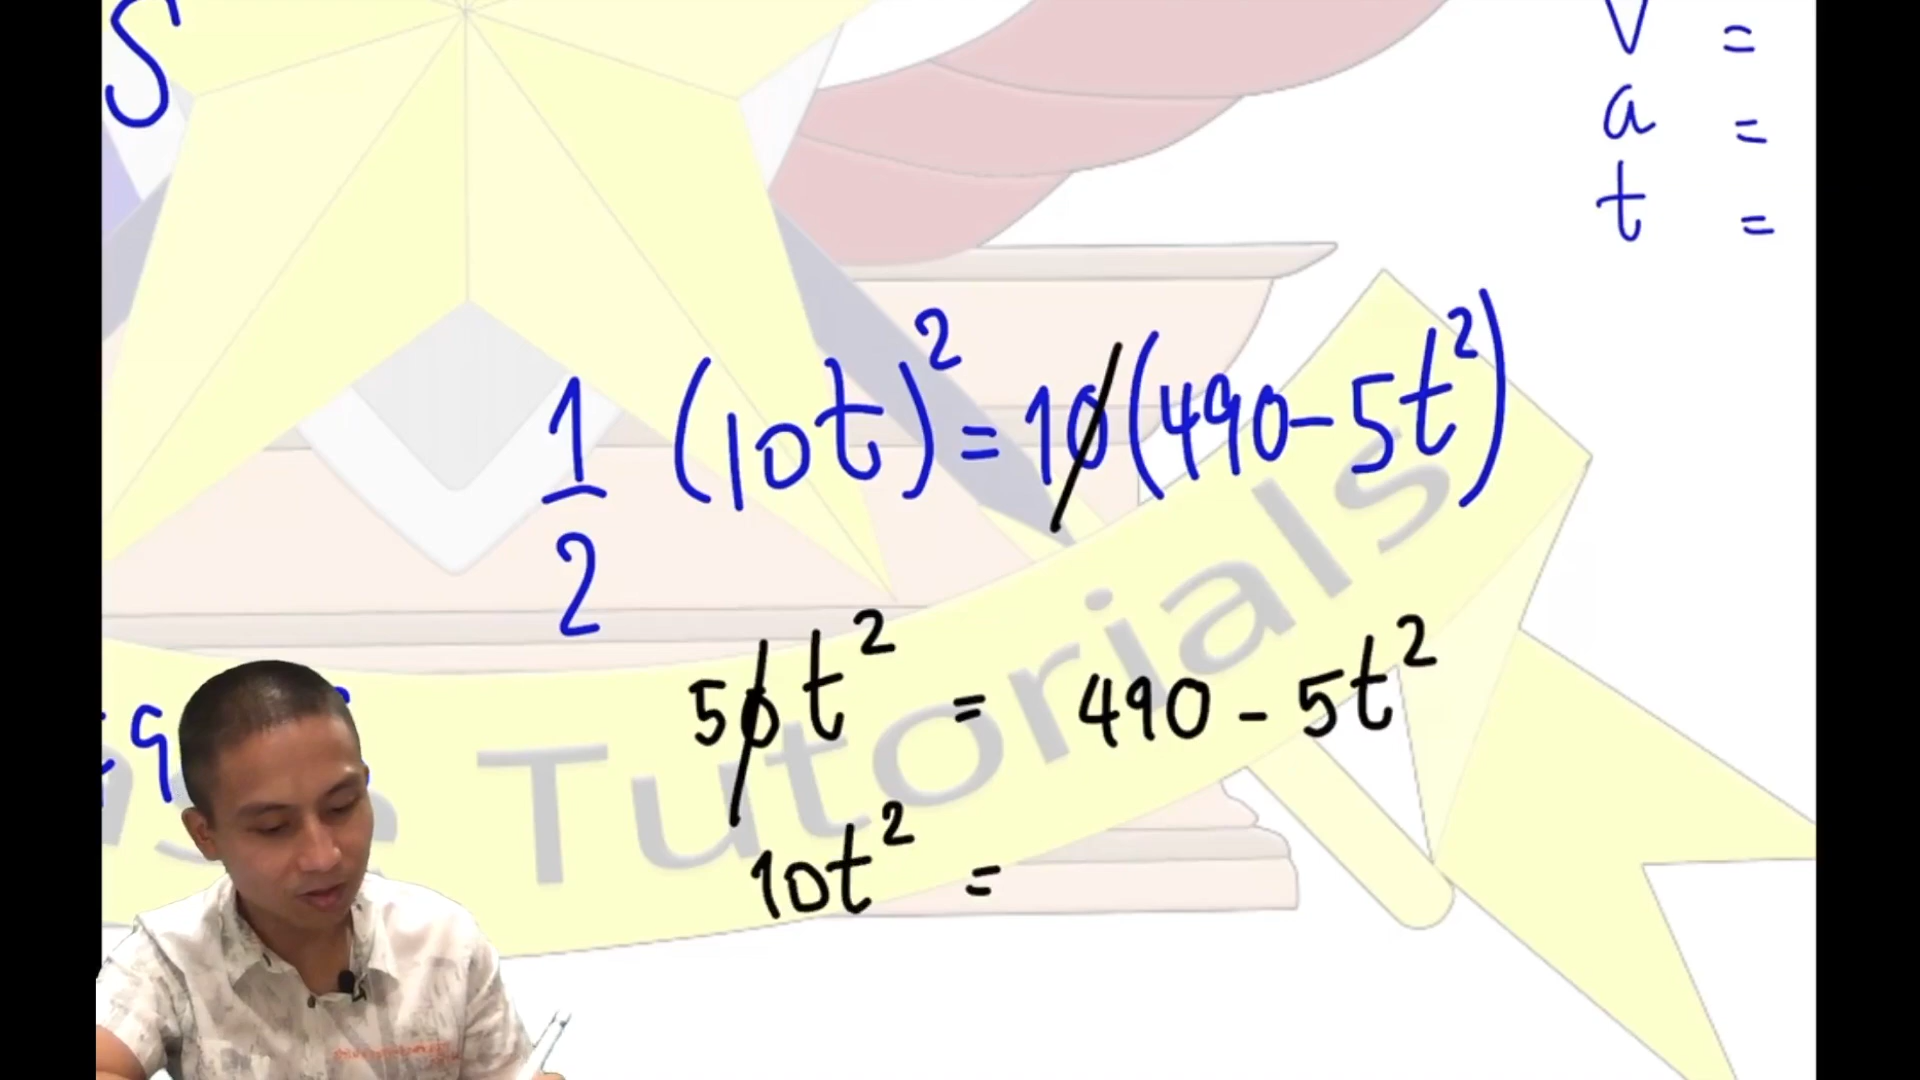 S
V =
a =
t =
1/2 (10t)² = 10(490-5t²)
50t² = 490 - 5t²
10t² =
Tutorials